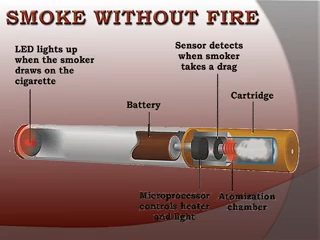 SMOKE WITHOUT FIRE
LED lights up
when the smoker
draws on the
cigarette
Battery
Sensor detects
when smoker
takes a drag
Cartridge
Microprocessor
controls heater
and light
Atomization
chamber